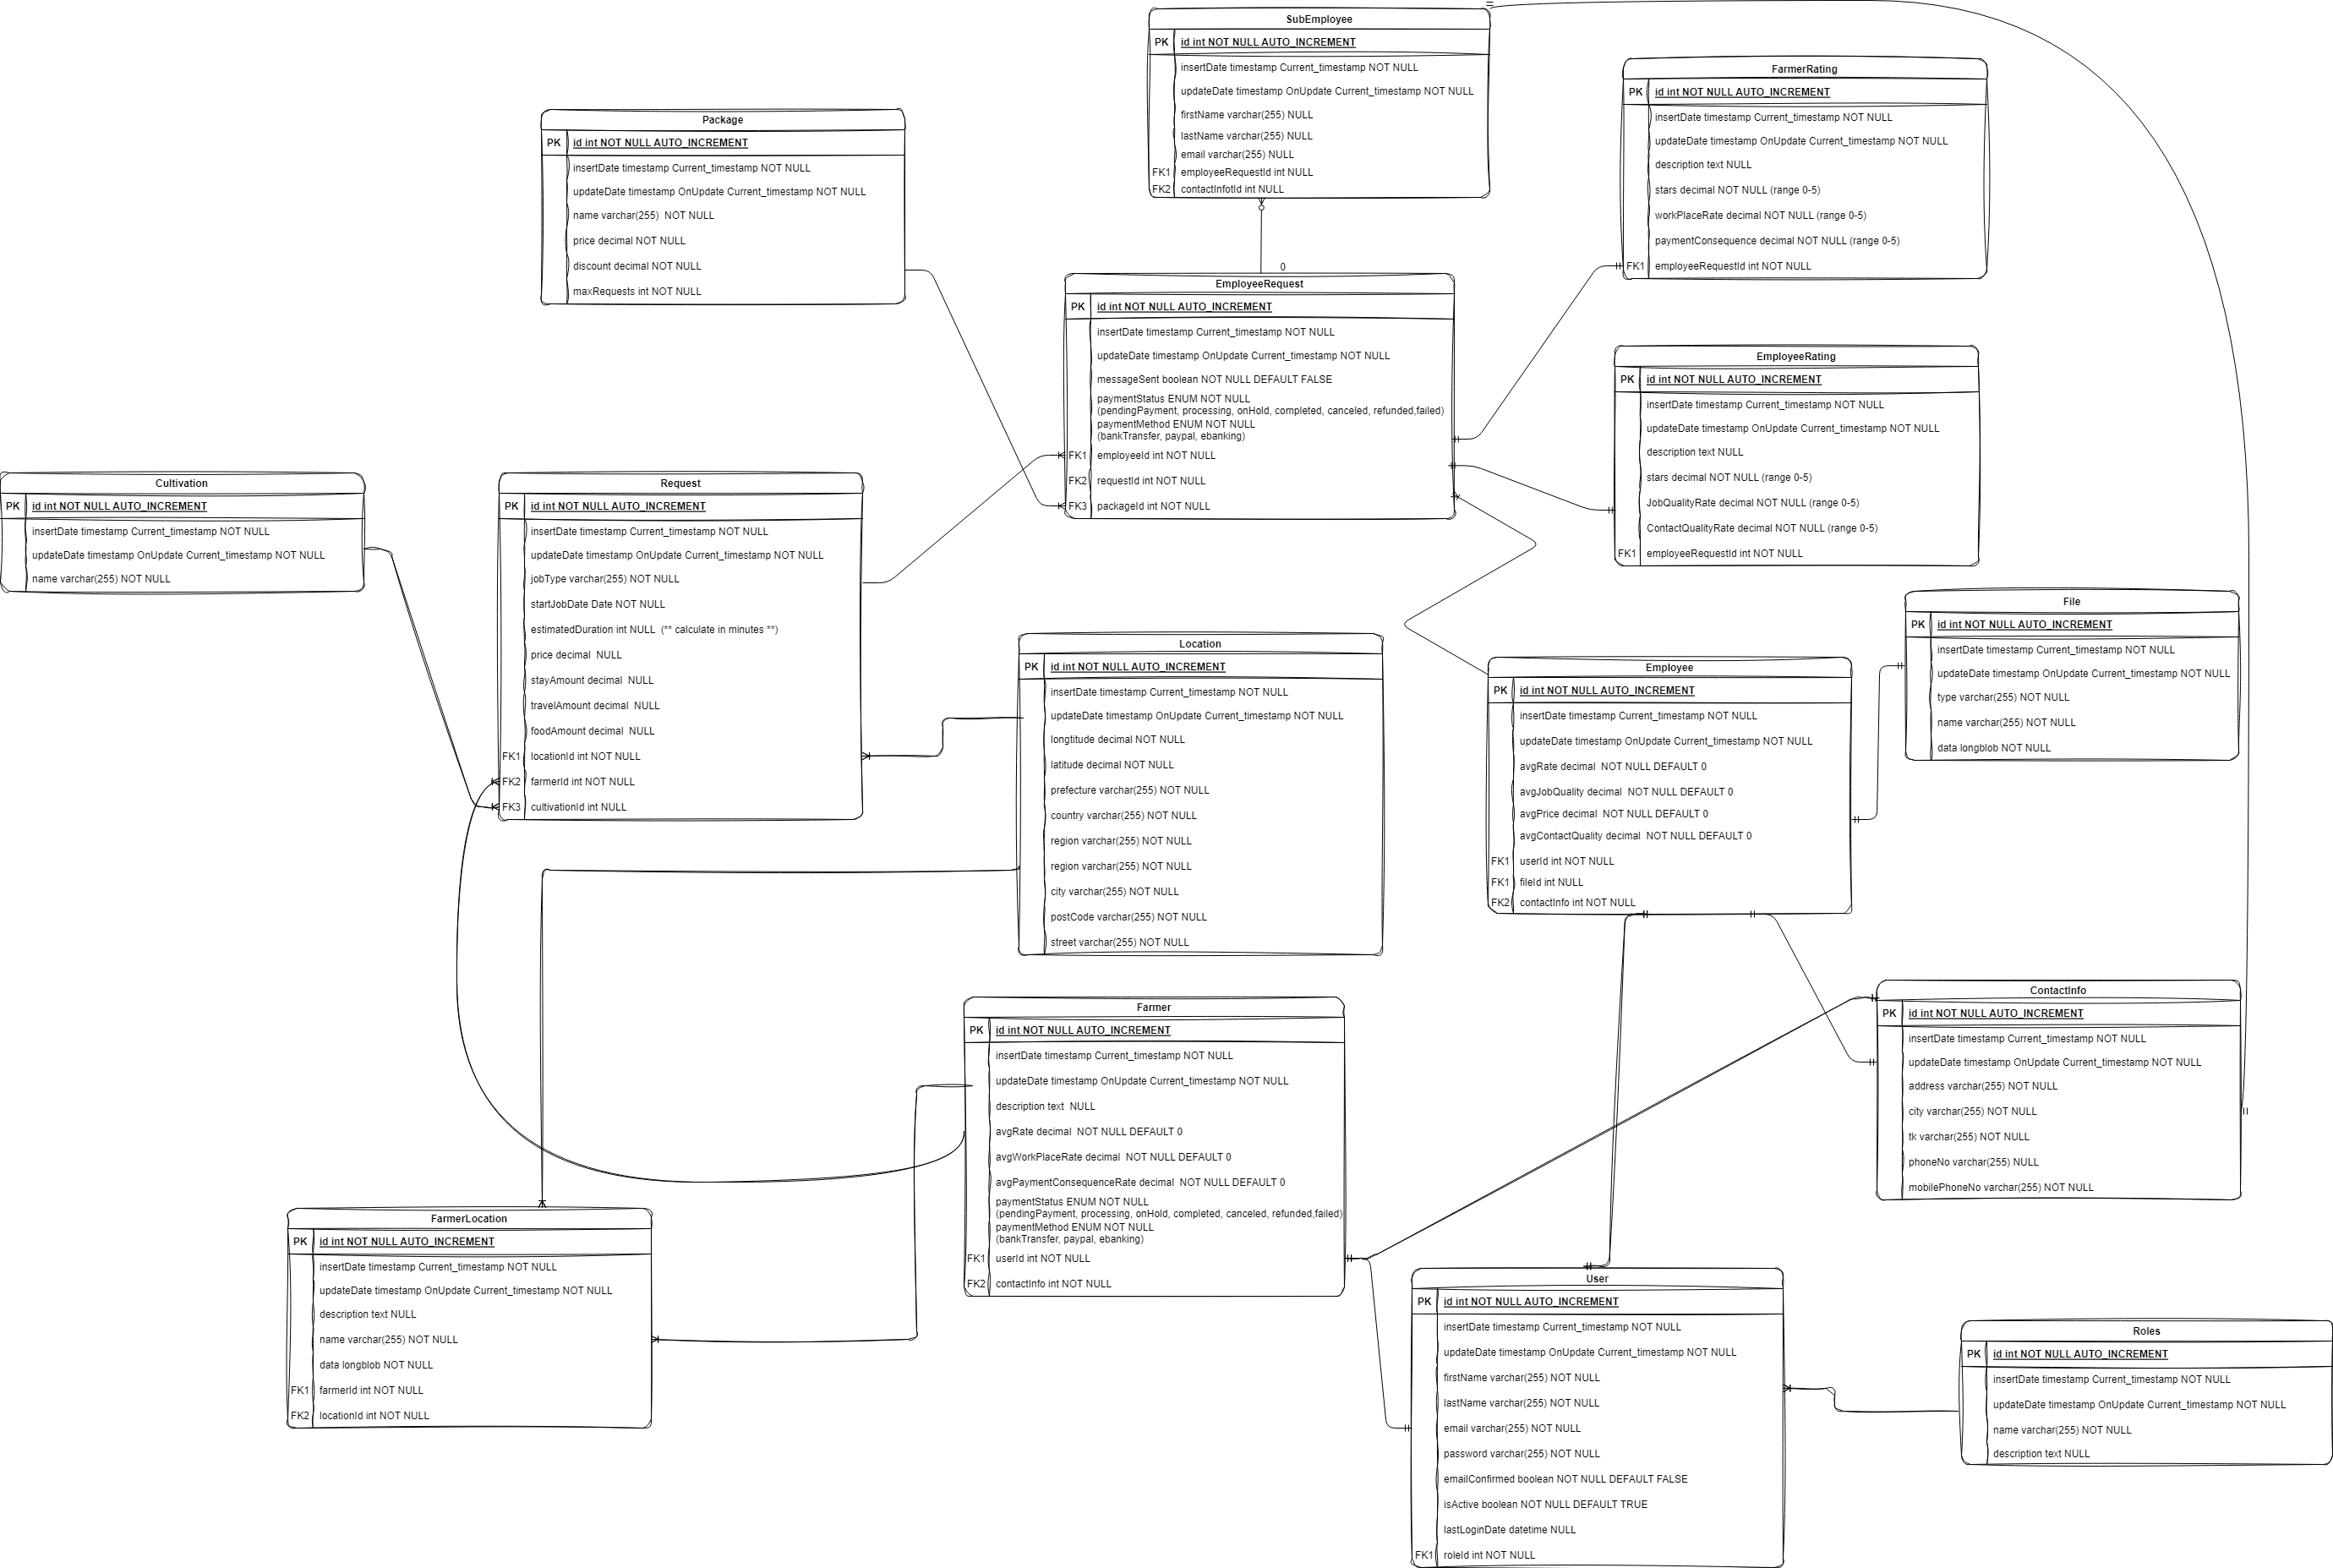 SubEmployee
PK id int NOT NULL AUTO_INCREMENT
insertDate timestamp Current_timestamp NOT NULL
updateDate timestamp OnUpdate Current_timestamp NOT NULL
firstName varchar(255) NULL
lastName varchar(255) NULL
email varchar(255) NULL
FK1 employeeRequestId int NOT NULL
FK2 contactInfotId int NULL
FarmerRating
PK id int NOT NULL AUTO_INCREMENT
insertDate timestamp Current_timestamp NOT NULL
updateDate timestamp OnUpdate Current_timestamp NOT NULL
description text NULL
stars decimal NOT NULL (range 0-5)
workPlaceRate decimal NOT NULL (range 0-5)
paymentConsequence decimal NOT NULL (range 0-5)
FK1 employeeRequestId int NOT NULL
Package
PK id int NOT NULL AUTO_INCREMENT
insertDate timestamp Current_timestamp NOT NULL
updateDate timestamp OnUpdate Current_timestamp NOT NULL
name varchar(255)  NOT NULL
price decimal NOT NULL
discount decimal NOT NULL
maxRequests int NOT NULL
0
EmployeeRequest
PK id int NOT NULL AUTO_INCREMENT
insertDate timestamp Current_timestamp NOT NULL
updateDate timestamp OnUpdate Current_timestamp NOT NULL
messageSent boolean NOT NULL DEFAULT FALSE
paymentStatus ENUM NOT NULL
(pendingPayment, processing, onHold, completed, canceled, refunded,failed)
paymentMethod ENUM NOT NULL
(bankTransfer, paypal, ebanking)
FK1 employeeId int NOT NULL
FK2 requestId int NOT NULL
FK3 packageId int NOT NULL
EmployeeRating
PK id int NOT NULL AUTO_INCREMENT
insertDate timestamp Current_timestamp NOT NULL
updateDate timestamp OnUpdate Current_timestamp NOT NULL
description text NULL
stars decimal NOT NULL (range 0-5)
JobQualityRate decimal NOT NULL (range 0-5)
ContactQualityRate decimal NOT NULL (range 0-5)
FK1 employeeRequestId int NOT NULL
Cultivation
PK id int NOT NULL AUTO_INCREMENT
insertDate timestamp Current_timestamp NOT NULL
updateDate timestamp OnUpdate Current_timestamp NOT NULL
name varchar(255) NOT NULL
Request
PK id int NOT NULL AUTO_INCREMENT
insertDate timestamp Current_timestamp NOT NULL
updateDate timestamp OnUpdate Current_timestamp NOT NULL
jobType varchar(255) NOT NULL
startJobDate Date NOT NULL
estimatedDuration int NULL  (** calculate in minutes **)
price decimal  NULL
stayAmount decimal  NULL
travelAmount decimal  NULL
foodAmount decimal  NULL
FK1 locationId int NOT NULL
FK2 farmerId int NOT NULL
FK3 cultivationId int NULL
Location
PK id int NOT NULL AUTO_INCREMENT
insertDate timestamp Current_timestamp NOT NULL
updateDate timestamp OnUpdate Current_timestamp NOT NULL
longtitude decimal NOT NULL
latitude decimal NOT NULL
prefecture varchar(255) NOT NULL
country varchar(255) NOT NULL
region varchar(255) NOT NULL
region varchar(255) NOT NULL
city varchar(255) NOT NULL
postCode varchar(255) NOT NULL
street varchar(255) NOT NULL
File
PK id int NOT NULL AUTO_INCREMENT
insertDate timestamp Current_timestamp NOT NULL
updateDate timestamp OnUpdate Current_timestamp NOT NULL
type varchar(255) NOT NULL
name varchar(255) NOT NULL
data longblob NOT NULL
Employee
PK id int NOT NULL AUTO_INCREMENT
insertDate timestamp Current_timestamp NOT NULL
updateDate timestamp OnUpdate Current_timestamp NOT NULL
avgRate decimal  NOT NULL DEFAULT 0
avgJobQuality decimal  NOT NULL DEFAULT 0
avgPrice decimal  NOT NULL DEFAULT 0
avgContactQuality decimal  NOT NULL DEFAULT 0
FK1 userId int NOT NULL
FK1 fileId int NULL
FK2 contactInfo int NOT NULL
ContactInfo
PK id int NOT NULL AUTO_INCREMENT
insertDate timestamp Current_timestamp NOT NULL
updateDate timestamp OnUpdate Current_timestamp NOT NULL
address varchar(255) NOT NULL
city varchar(255) NOT NULL
tk varchar(255) NOT NULL
phoneNo varchar(255) NULL
mobilePhoneNo varchar(255) NOT NULL
Farmer
PK id int NOT NULL AUTO_INCREMENT
insertDate timestamp Current_timestamp NOT NULL
updateDate timestamp OnUpdate Current_timestamp NOT NULL
description text  NULL
avgRate decimal  NOT NULL DEFAULT 0
avgWorkPlaceRate decimal  NOT NULL DEFAULT 0
avgPaymentConsequenceRate decimal  NOT NULL DEFAULT 0
paymentStatus ENUM NOT NULL
(pendingPayment, processing, onHold, completed, canceled, refunded,failed)
paymentMethod ENUM NOT NULL
(bankTransfer, paypal, ebanking)
FK1 userId int NOT NULL
FK2 contactInfo int NOT NULL
FarmerLocation
PK id int NOT NULL AUTO_INCREMENT
insertDate timestamp Current_timestamp NOT NULL
updateDate timestamp OnUpdate Current_timestamp NOT NULL
description text NULL
name varchar(255) NOT NULL
data longblob NOT NULL
FK1 farmerId int NOT NULL
FK2 locationId int NOT NULL
User
PK id int NOT NULL AUTO_INCREMENT
insertDate timestamp Current_timestamp NOT NULL
updateDate timestamp OnUpdate Current_timestamp NOT NULL
firstName varchar(255) NOT NULL
lastName varchar(255) NOT NULL
email varchar(255) NOT NULL
password varchar(255) NOT NULL
emailConfirmed boolean NOT NULL DEFAULT FALSE
isActive boolean NOT NULL DEFAULT TRUE
lastLoginDate datetime NULL
FK1 roleId int NOT NULL
Roles
PK id int NOT NULL AUTO_INCREMENT
insertDate timestamp Current_timestamp NOT NULL
updateDate timestamp OnUpdate Current_timestamp NOT NULL
name varchar(255) NOT NULL
description text NULL